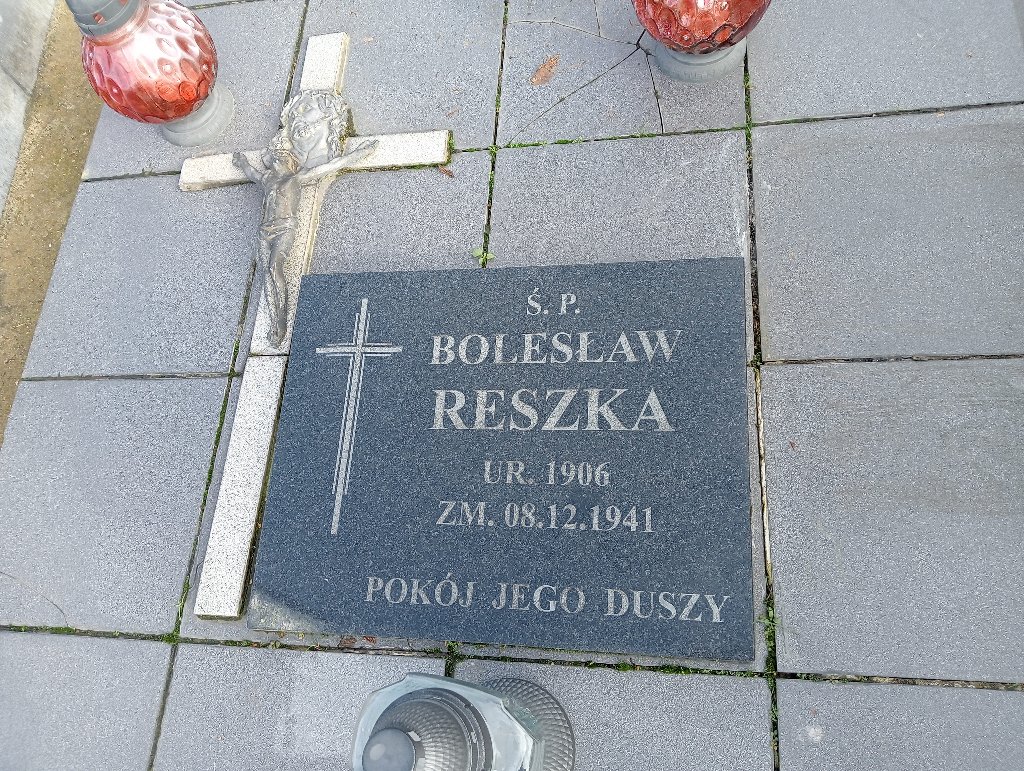 Ś. P.
BOLESŁAW
RESZKA
UR. 1906
ZM. 08.12.1941
POKÓJ JEGO DUSZY